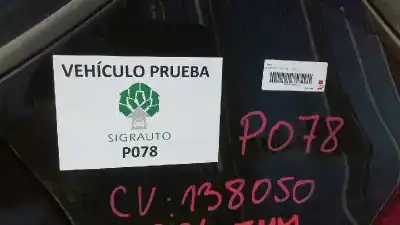 VEHÍCULO PRUEBA
SIGRAUTO
P078
P078
CV: 138050